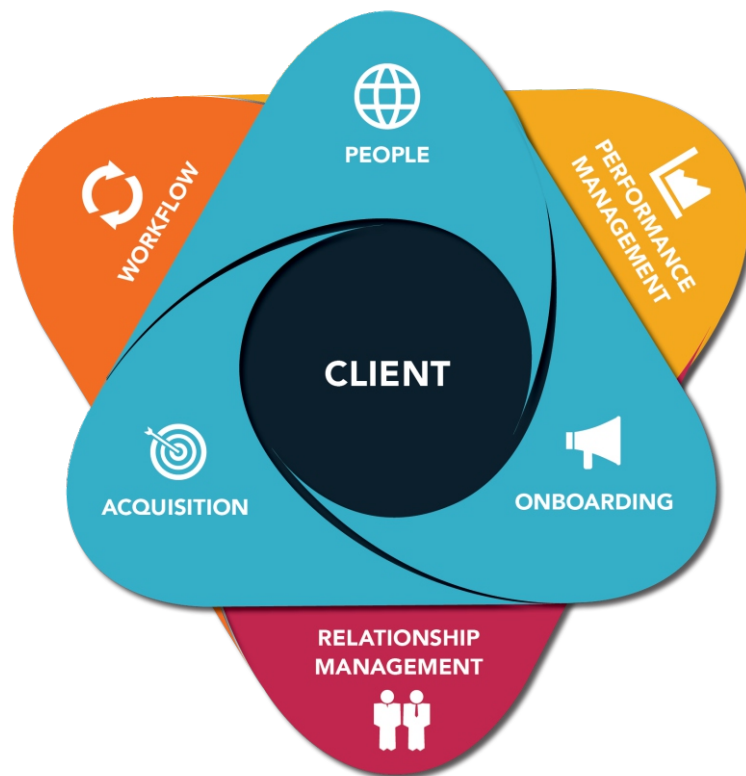 PEOPLE
WORKFLOW
PERFORMANCE
MANAGEMENT
CLIENT
ACQUISITION
ONBOARDING
RELATIONSHIP
MANAGEMENT